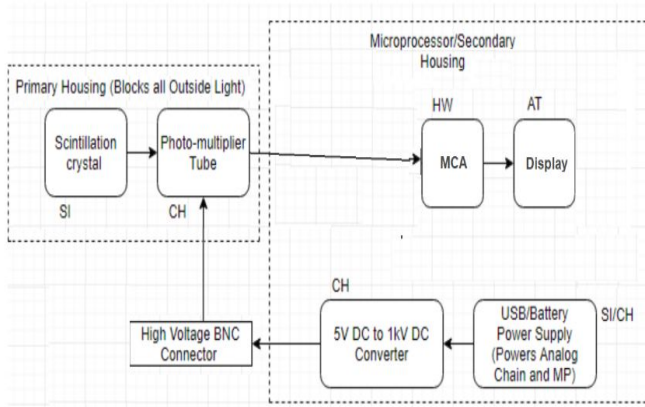 Microprocessor/Secondary
Housing
Primary Housing (Blocks all Outside Light)
HW
AT
Scintillation
crystal
Photo-multiplier
Tube
MCA
Display
SI
CH
CH
High Voltage BNC
Connector
5V DC to 1kV DC
Converter
USB/Battery
Power Supply
(Powers Analog
Chain and MP)
SI/CH